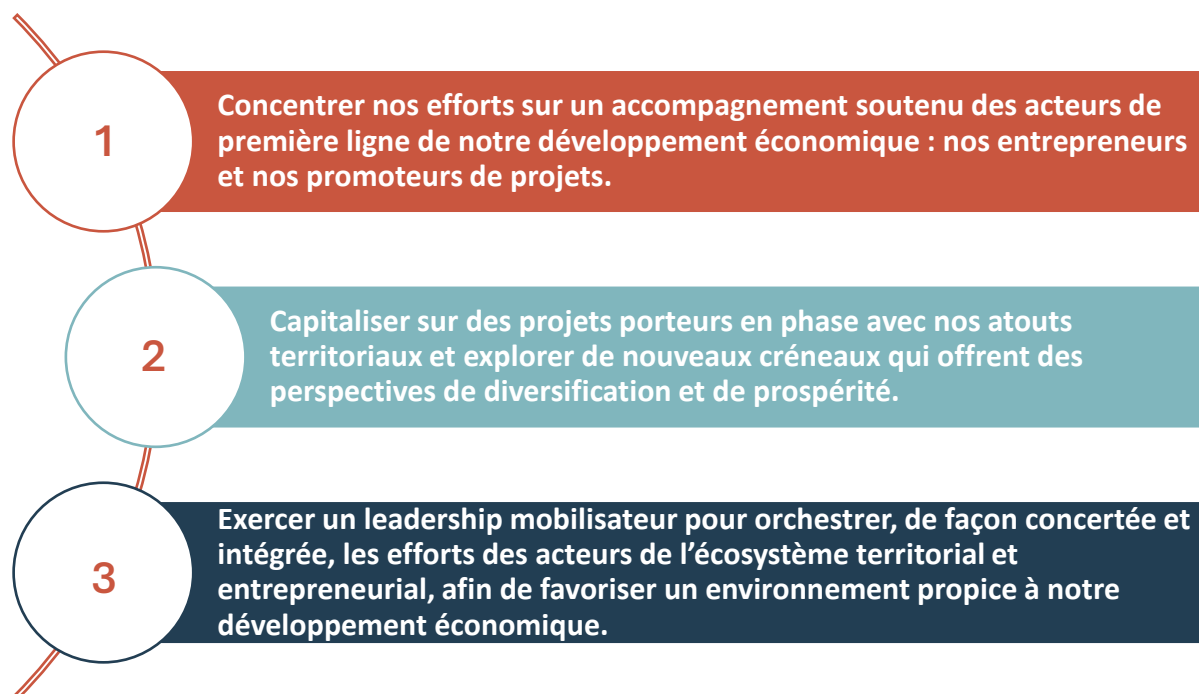 1
Concentrer nos efforts sur un accompagnement soutenu des acteurs de
première ligne de notre développement économique : nos entrepreneurs
et nos promoteurs de projets.
2
Capitaliser sur des projets porteurs en phase avec nos atouts
territoriaux et explorer de nouveaux créneaux qui offrent des
perspectives de diversification et de prospérité.
3
Exercer un leadership mobilisateur pour orchestrer, de façon concertée et
intégrée, les efforts des acteurs de l’écosystème territorial et
entrepreneurial, afin de favoriser un environnement propice à notre
développement économique.